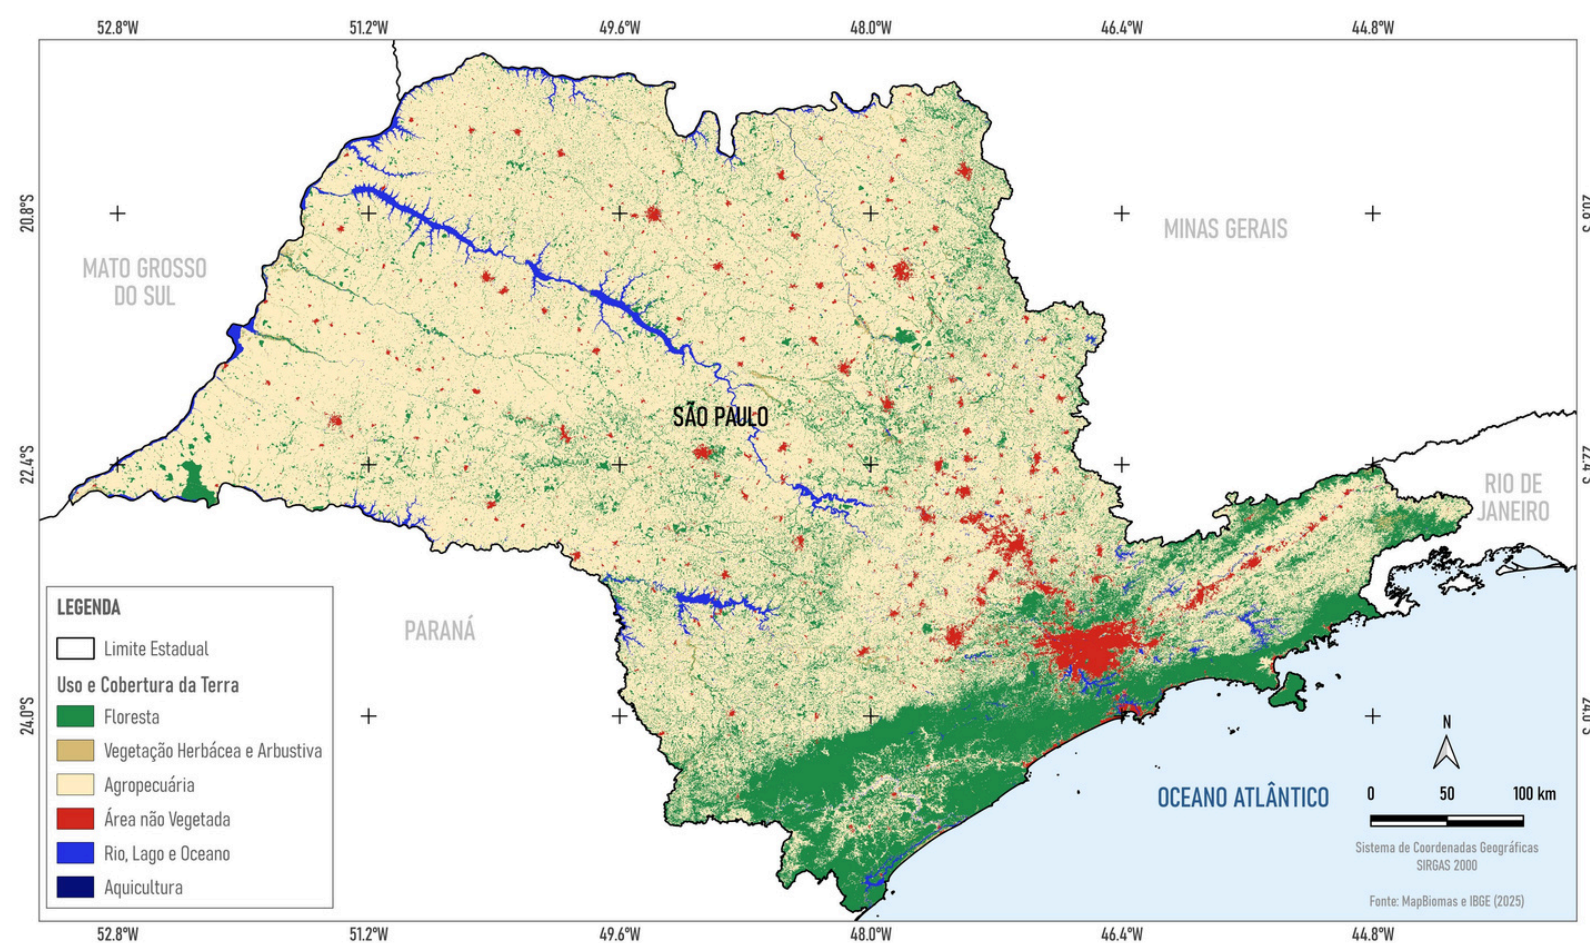 52.8°W 51.2°W 49.6°W 48.0°W 46.4°W 44.8°W
20.8°S
MINAS GERAIS
MATO GROSSO
DO SUL
SÃO PAULO
22.4°S
RIO DE
JANEIRO
PARANÁ
LEGENDA
Limite Estadual
Uso e Cobertura da Terra
Floresta
Vegetação Herbácea e Arbustiva
Agropecuária
Área não Vegetada
Rio, Lago e Oceano
Aquicultura
24.0°S
N
OCEANO ATLÂNTICO
0 50 100 km
Sistema de Coordenadas Geográficas
SIRGAS 2000
Fonte: MapBiomas e IBGE (2025)
52.8°W 51.2°W 49.6°W 48.0°W 46.4°W 44.8°W